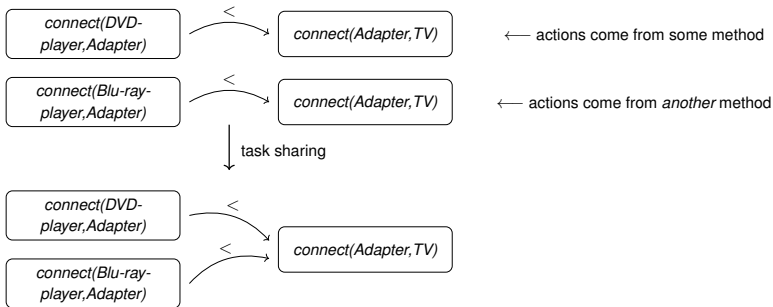 connect(DVD-
player,Adapter)
<
connect(Adapter,TV)
⟵ actions come from some method
connect(Blu-ray-
player,Adapter)
<
connect(Adapter,TV)
⟵ actions come from another method
task sharing
connect(DVD-
player,Adapter)
<
connect(Adapter,TV)
<
connect(Blu-ray-
player,Adapter)